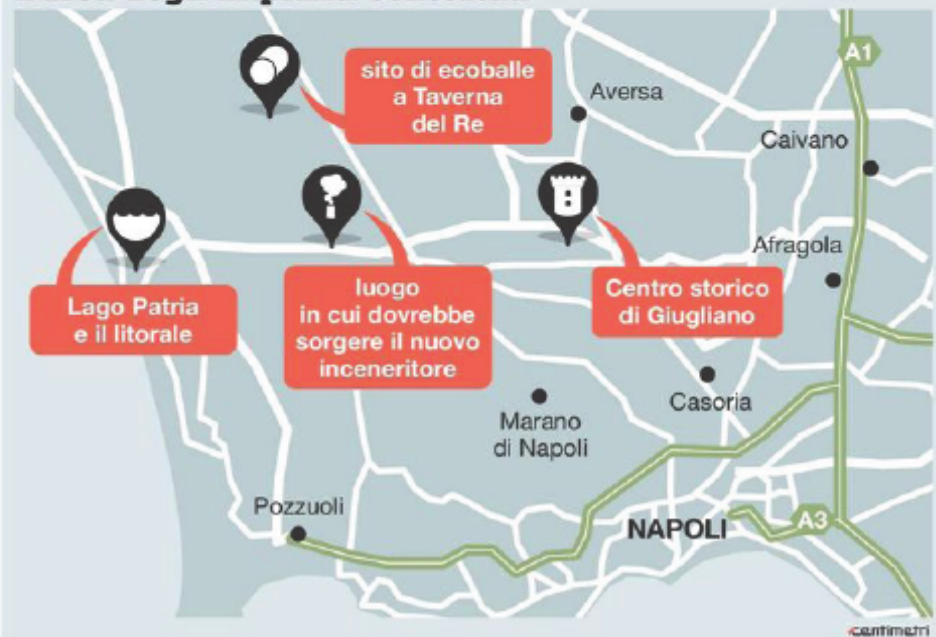 A1
sito di ecoballe
a Taverna
del Re
Aversa
Caivano
Afragola
Lago Patria
e il litorale
luogo
in cui dovrebbe
sorgere il nuovo
inceneritore
Centro storico
di Giugliano
Casoria
Marano
di Napoli
Pozzuoli
NAPOLI
A3
centimetri